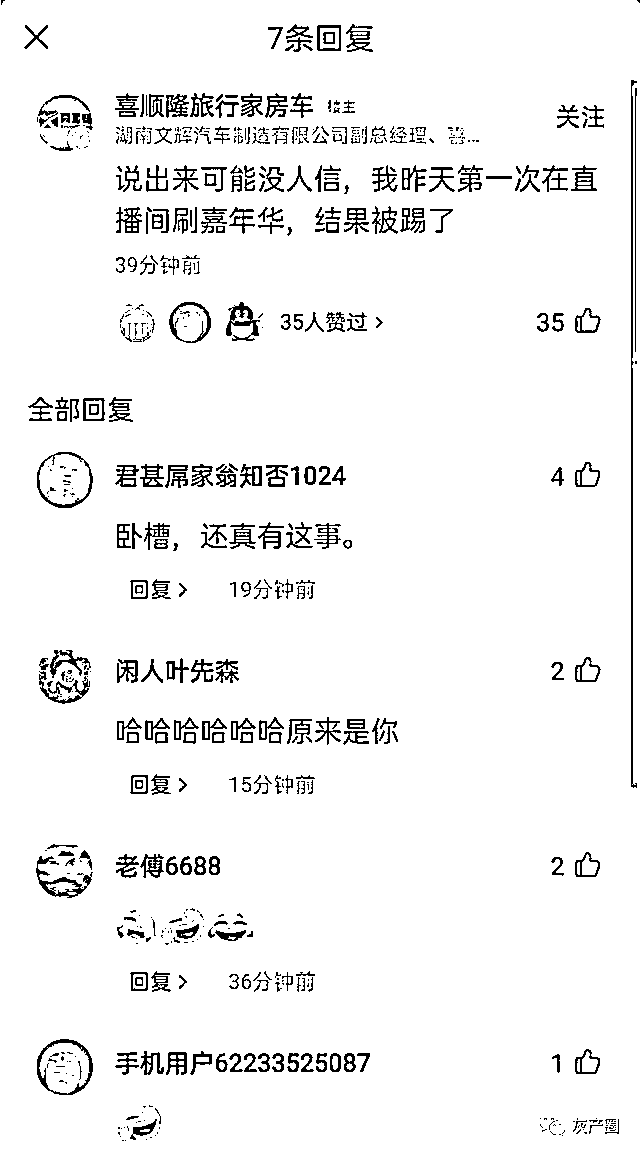 7条回复
喜顺隆旅行家房车 楼主
关注
湖南文辉汽车制造有限公司副总经理、喜...
说出来可能没人信，我昨天第一次在直
播间刷嘉年华，结果被踢了
39分钟前
35人赞过 >
35
全部回复
君甚屌家翁知否1024
4
卧槽，还真有这事。
回复 > 19分钟前
闲人叶先森
2
哈哈哈哈哈哈原来是你
回复 > 15分钟前
老傅6688
2
回复 > 36分钟前
手机用户62233525087
1
灰产圈